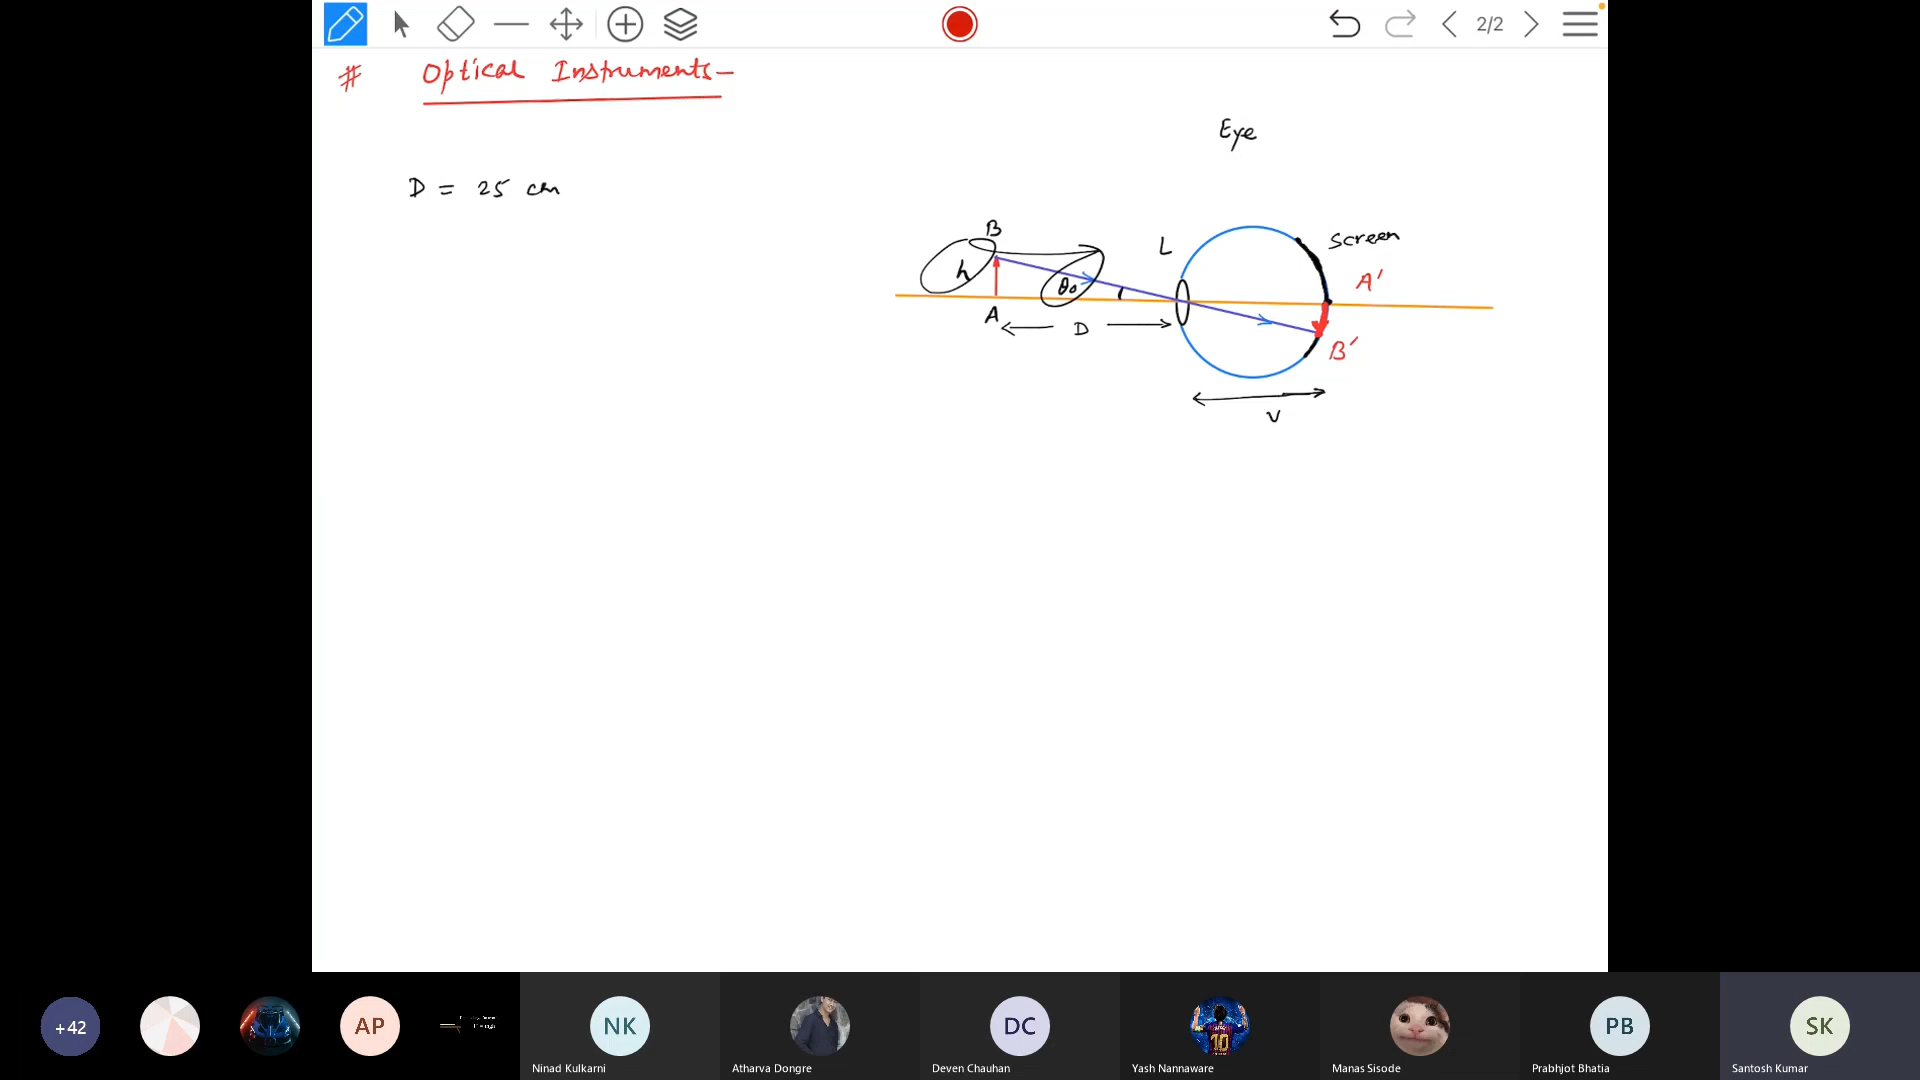 2/2
# Optical Instruments-
Eye
D = 25 cm
B
L
Screen
h
θ₀
A'
A
D
B'
V
+42
AP
NK
DC
10
PB
SK
Ninad Kulkarni
Atharva Dongre
Deven Chauhan
Yash Nannaware
Manas Sisode
Prabhjot Bhatia
Santosh Kumar